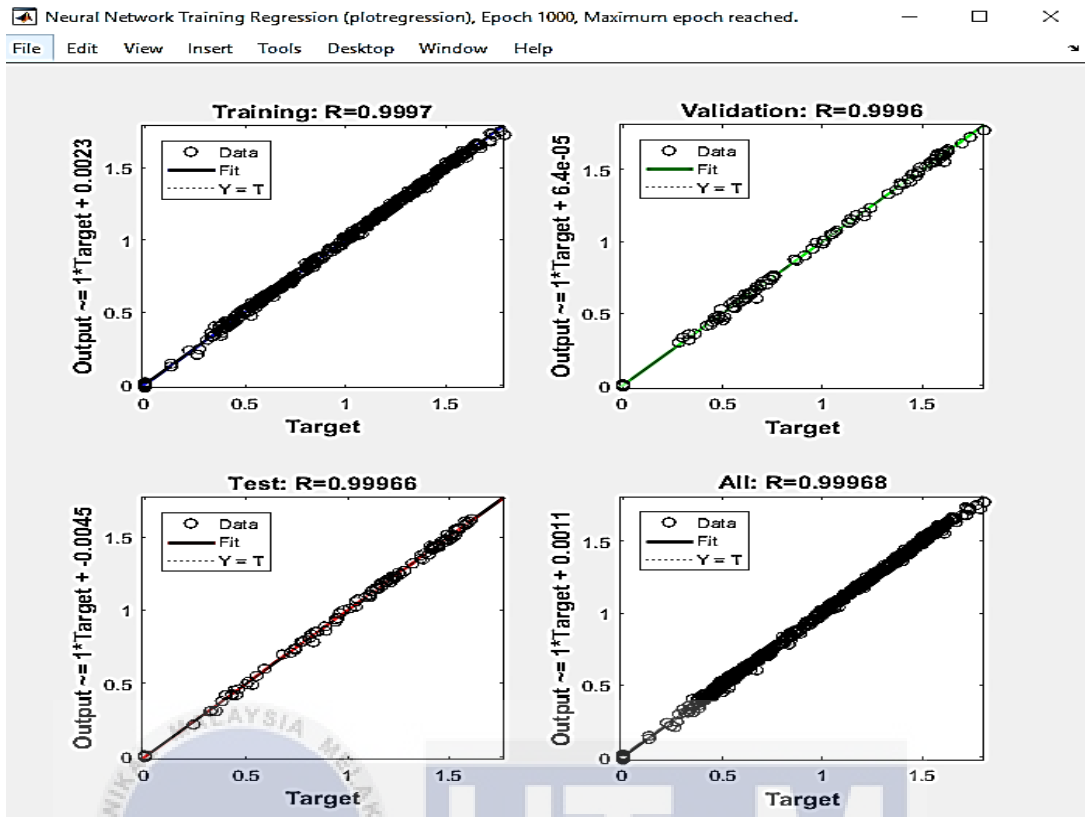 Neural Network Training Regression (plotregression), Epoch 1000, Maximum epoch reached.
File Edit View Insert Tools Desktop Window Help
Training: R=0.9997
Output ~= 1*Target + 0.0023
Data
Fit
Y = T
1.5
1
0.5
0
0 0.5 1 1.5
Target
Validation: R=0.9996
Output ~= 1*Target + 6.4e-05
Data
Fit
Y = T
1.5
1
0.5
0
0 0.5 1 1.5
Target
Test: R=0.99966
Output ~= 1*Target + -0.0045
Data
Fit
Y = T
1.5
1
0.5
0
0 0.5 1 1.5
Target
All: R=0.99968
Output ~= 1*Target + 0.0011
Data
Fit
Y = T
1.5
1
0.5
0
0 0.5 1 1.5
Target
MALAYSIA